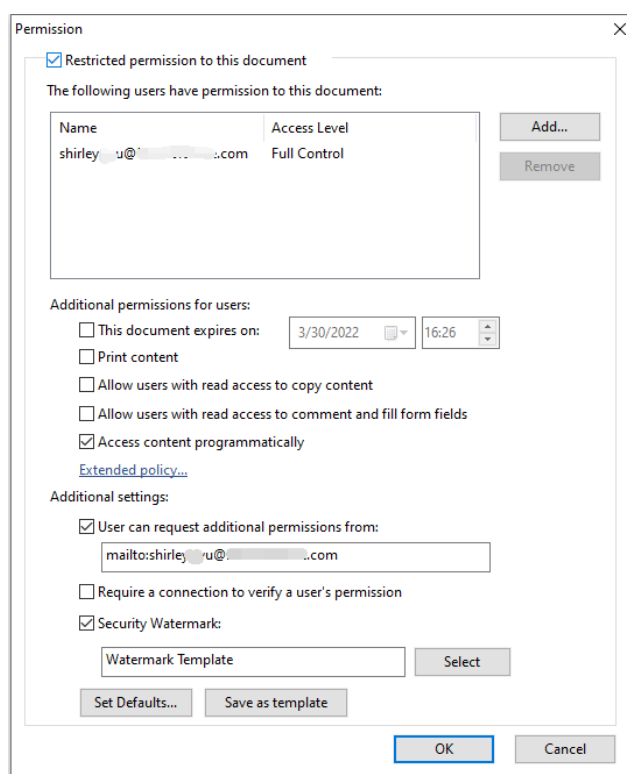 Permission
Restricted permission to this document
The following users have permission to this document:
Name Access Level Add...
shirley u@ .com Full Control Remove
Additional permissions for users:
This document expires on: 3/30/2022 16:26
Print content
Allow users with read access to copy content
Allow users with read access to comment and fill form fields
Access content programmatically
Extended policy...
Additional settings:
User can request additional permissions from:
mailto:shirley yu@ .com
Require a connection to verify a user's permission
Security Watermark:
Watermark Template Select
Set Defaults... Save as template
OK Cancel